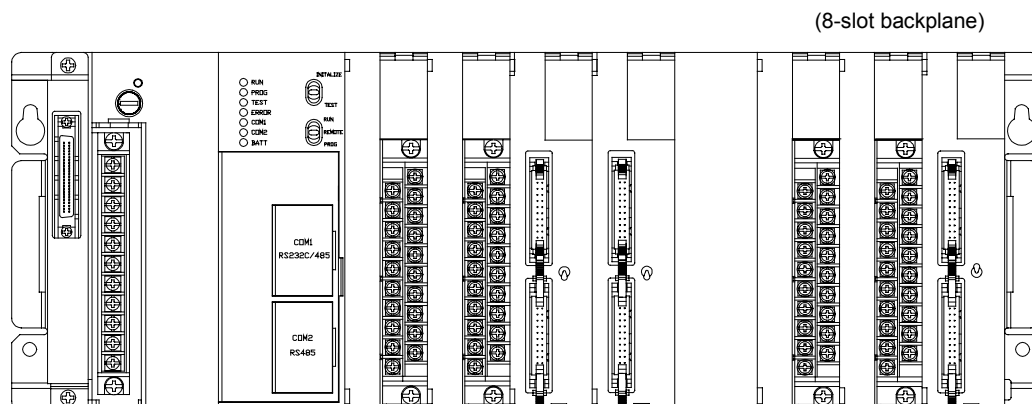 (8-slot backplane)
RUN
PROG
TEST
ERROR
COM1
COM2
BATT
INITALIZE
TEST
RUN
REMOTE
PROG
COM1
RS232C/485
COM2
RS485